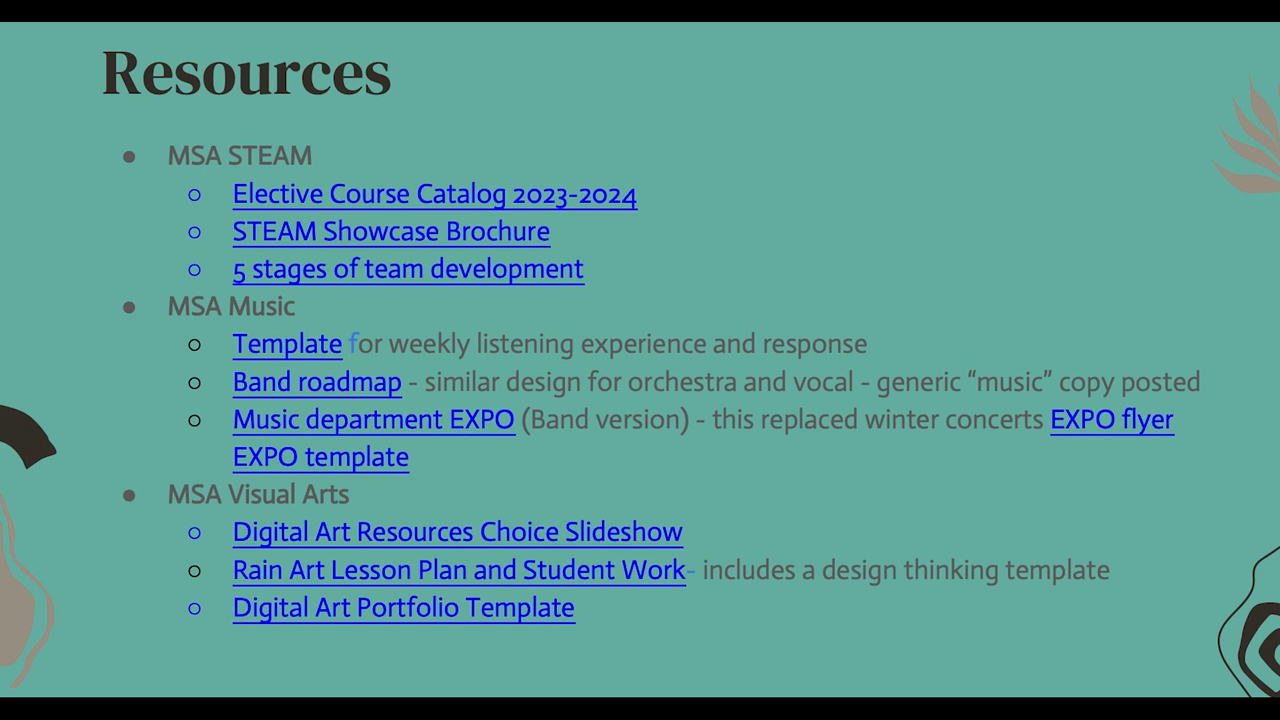 Resources
● MSA STEAM
○ Elective Course Catalog 2023-2024
○ STEAM Showcase Brochure
○ 5 stages of team development
● MSA Music
○ Template for weekly listening experience and response
○ Band roadmap - similar design for orchestra and vocal - generic “music” copy posted
○ Music department EXPO (Band version) - this replaced winter concerts EXPO flyer
EXPO template
● MSA Visual Arts
○ Digital Art Resources Choice Slideshow
○ Rain Art Lesson Plan and Student Work- includes a design thinking template
○ Digital Art Portfolio Template